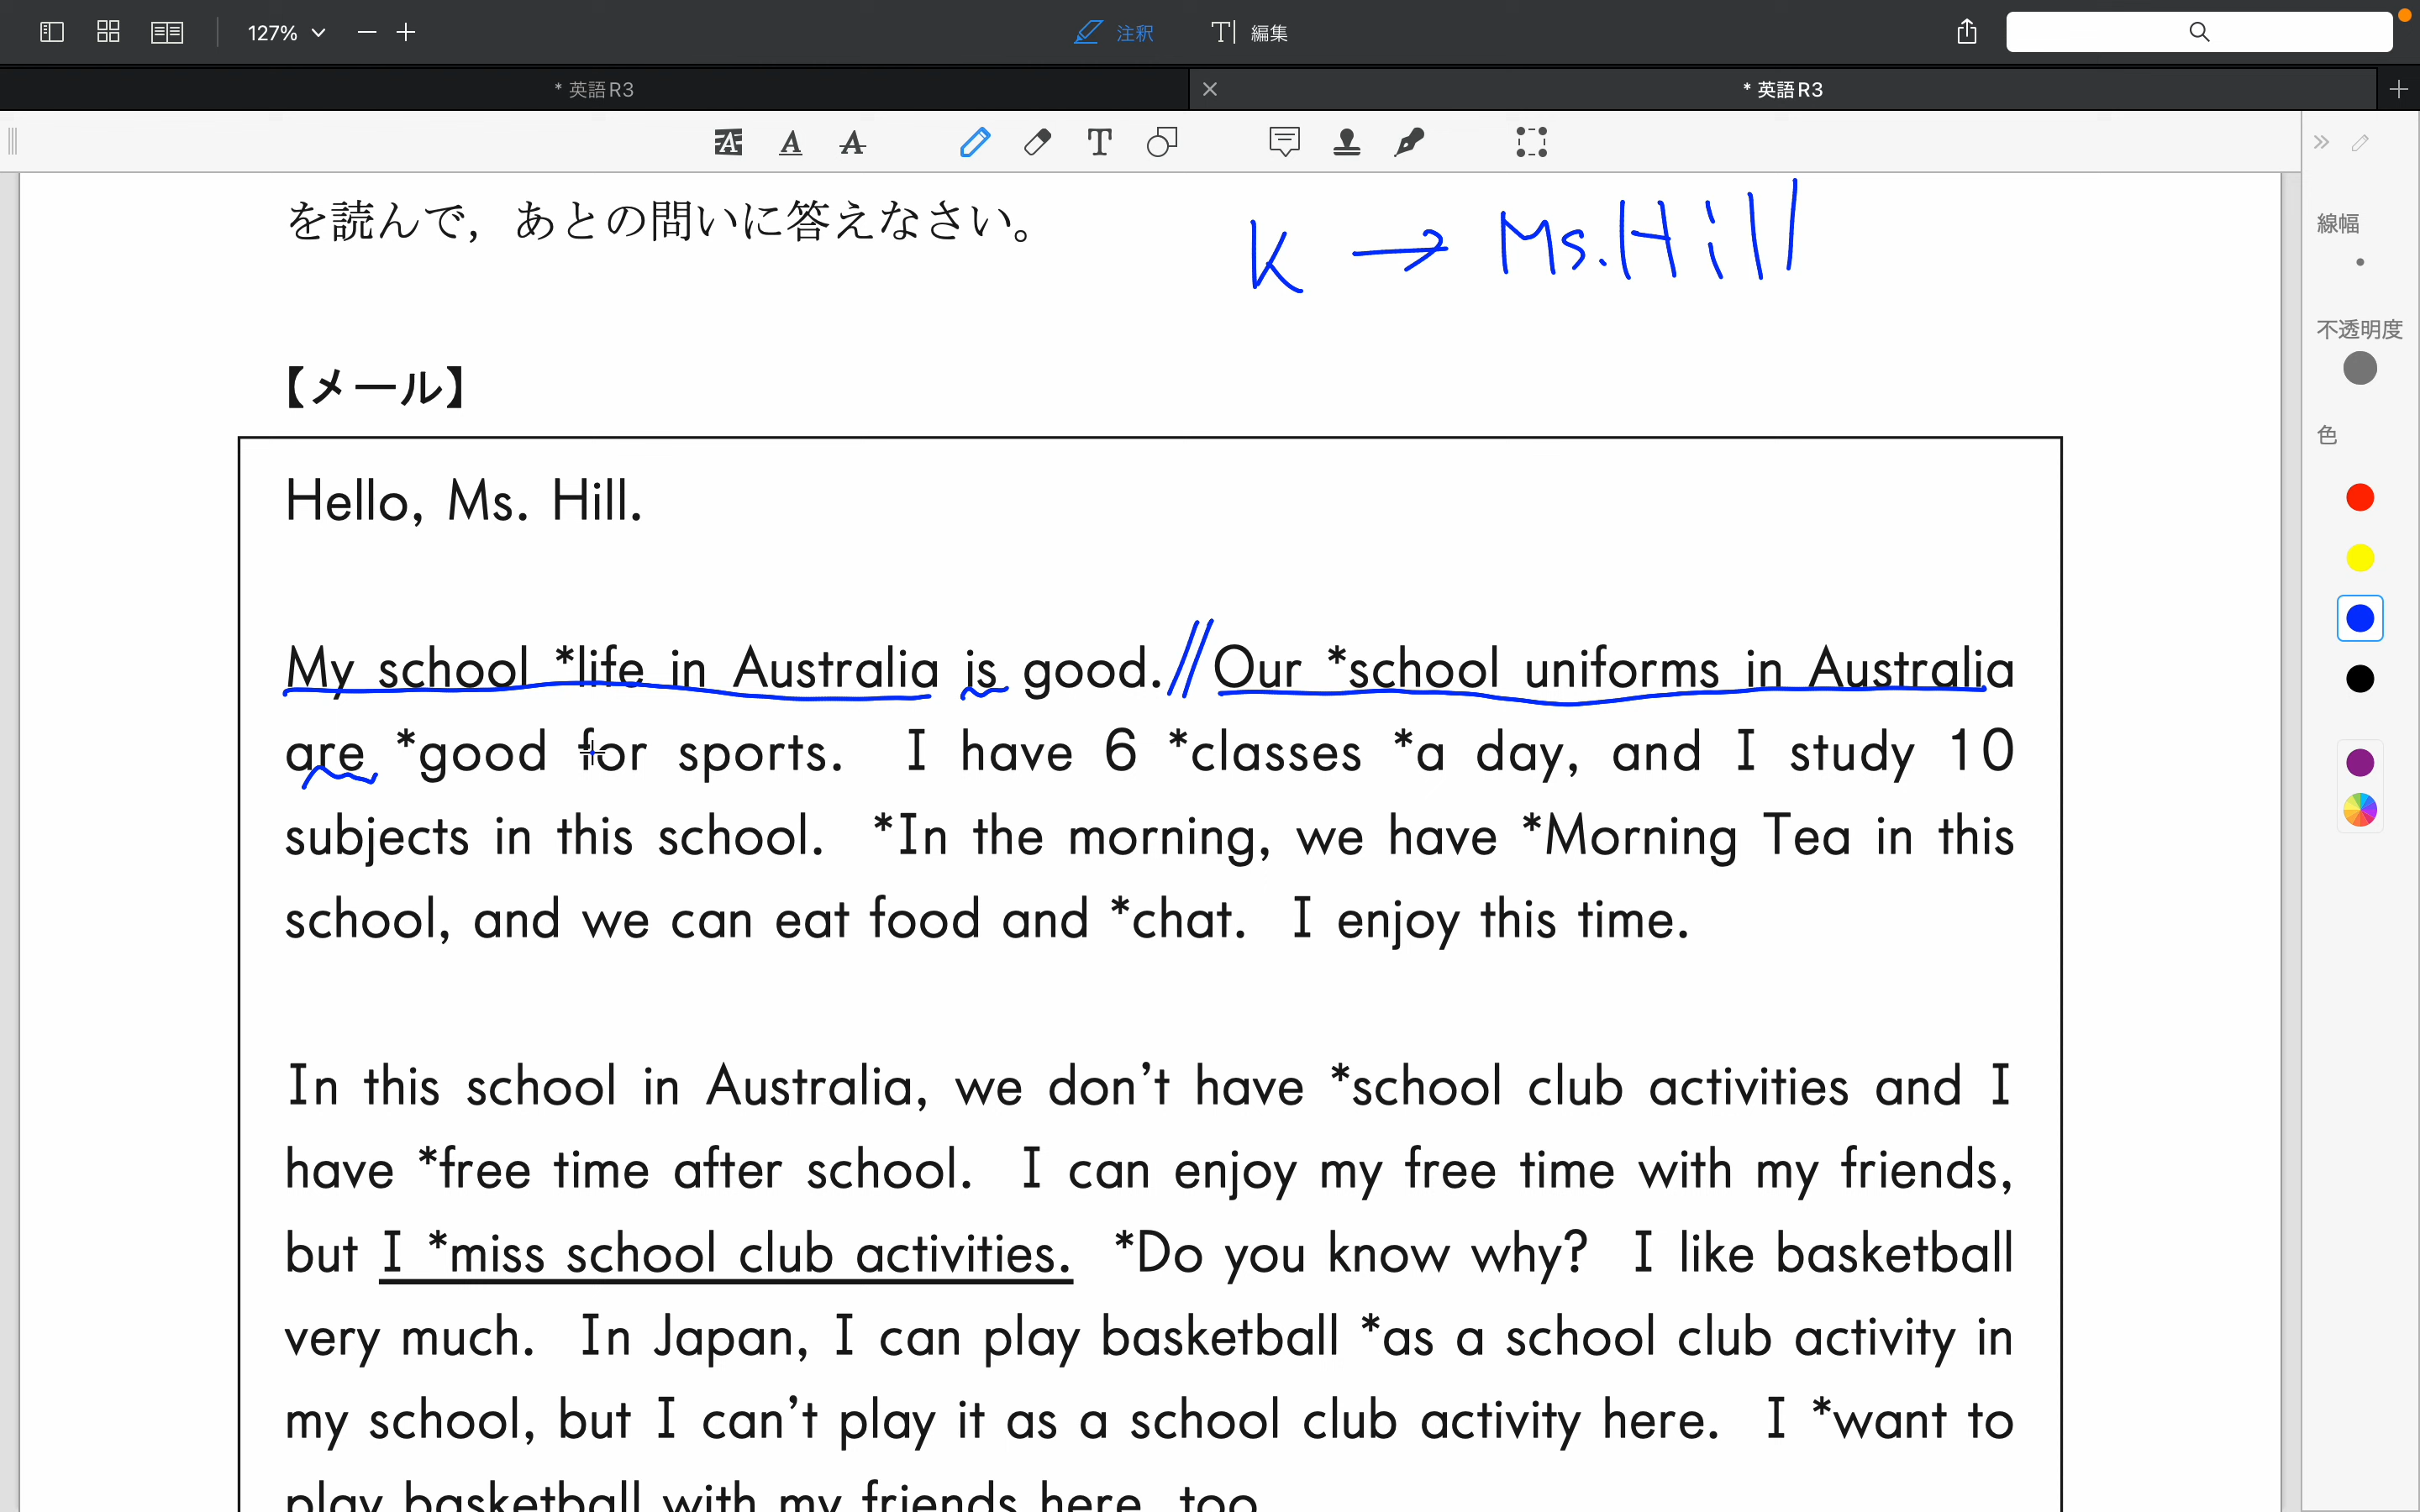 127%
注釈
編集
* 英語R3
* 英語R3
を読んで，あとの問いに答えなさい。
K → Ms. Hill
【メール】
Hello, Ms. Hill.
My school *life in Australia is good. // Our *school uniforms in Australia
are *good for sports. I have 6 *classes *a day, and I study 10
subjects in this school. *In the morning, we have *Morning Tea in this
school, and we can eat food and *chat. I enjoy this time.
In this school in Australia, we don't have *school club activities and I
have *free time after school. I can enjoy my free time with my friends,
but I *miss school club activities. *Do you know why? I like basketball
very much. In Japan, I can play basketball *as a school club activity in
my school, but I can't play it as a school club activity here. I *want to
play basketball with my friends here, too.
線幅
不透明度
色